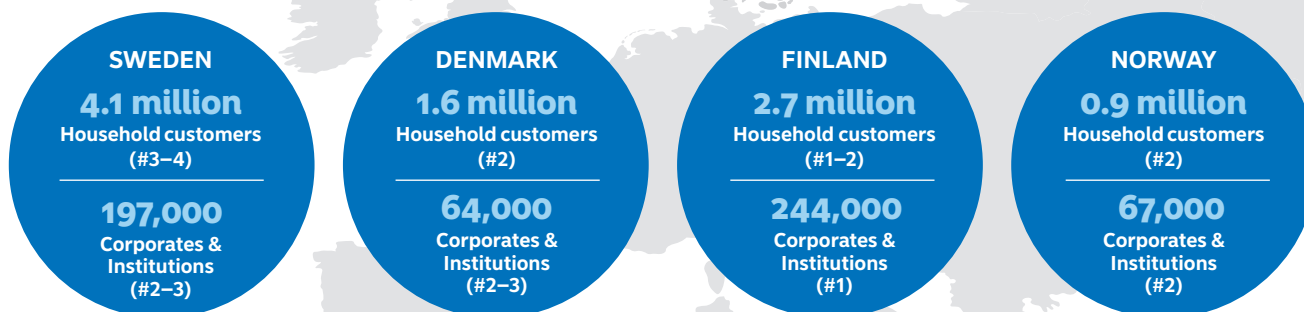 SWEDEN
4.1 million
Household customers
(#3–4)
197,000
Corporates &
Institutions
(#2–3)
DENMARK
1.6 million
Household customers
(#2)
64,000
Corporates &
Institutions
(#2–3)
FINLAND
2.7 million
Household customers
(#1–2)
244,000
Corporates &
Institutions
(#1)
NORWAY
0.9 million
Household customers
(#2)
67,000
Corporates &
Institutions
(#2)